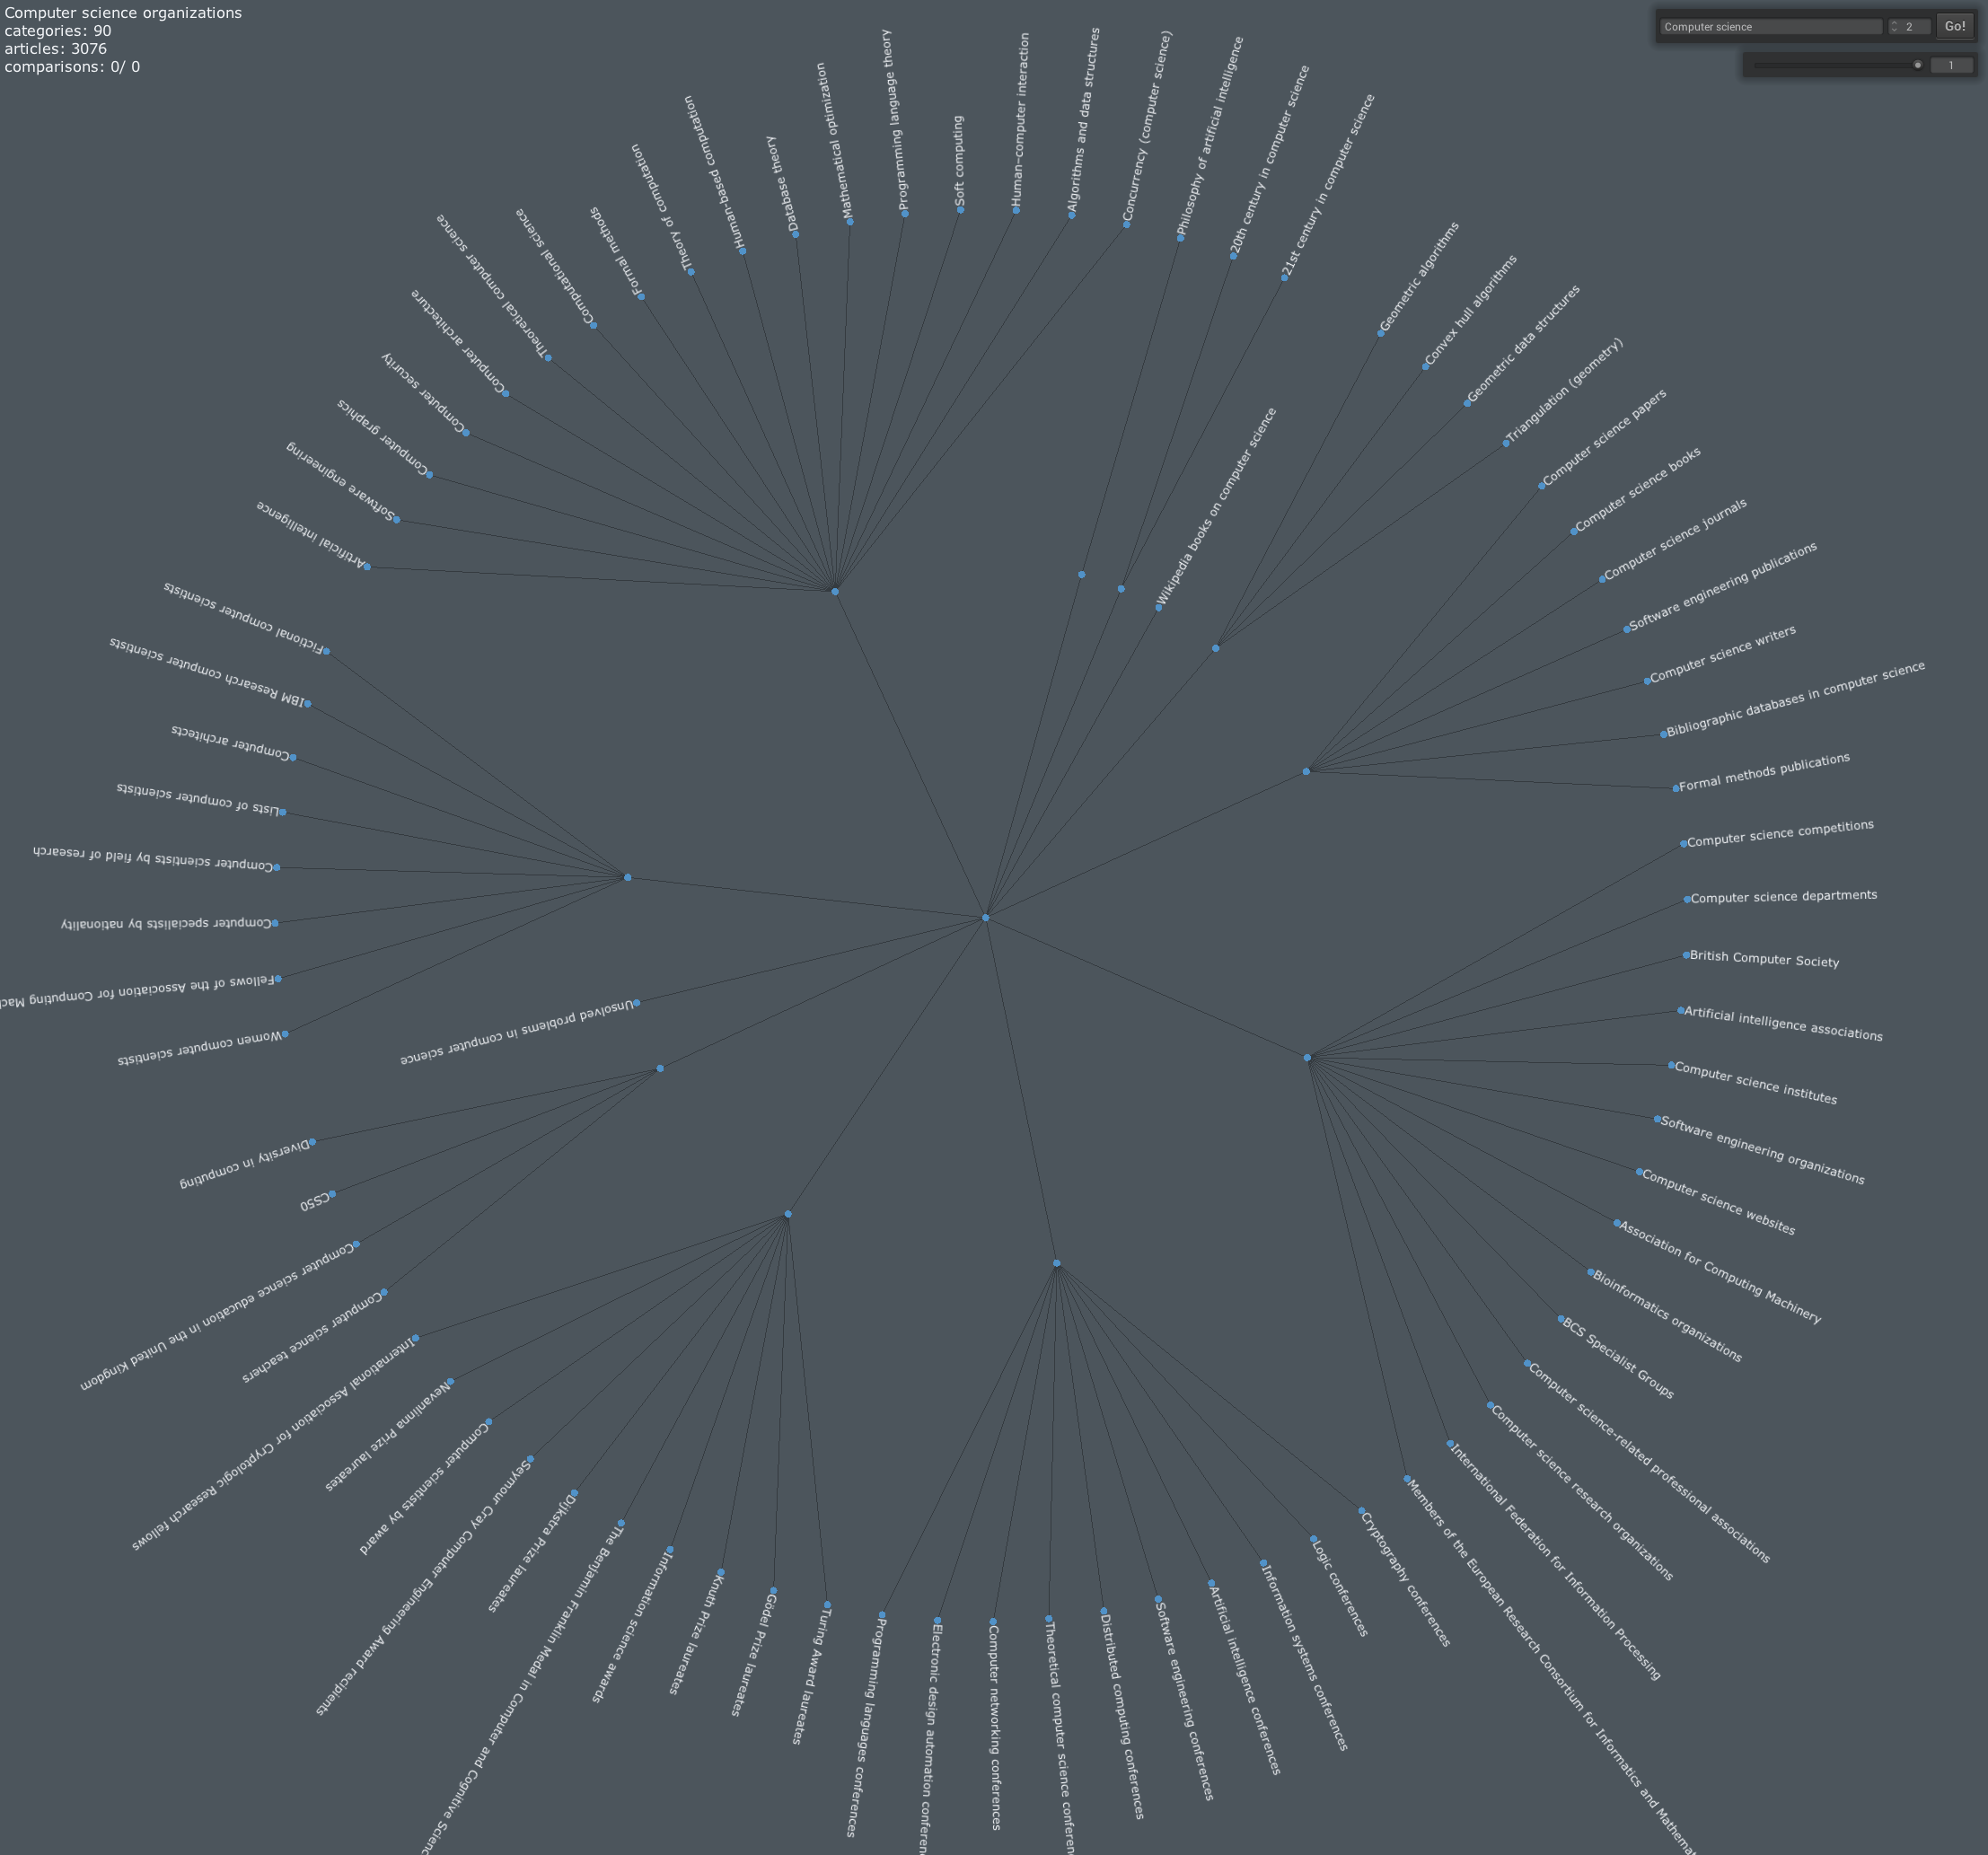 Computer science organizations
categories: 90
articles: 3076
comparisons: 0/ 0
Computer science
2
Go!
1
Artificial intelligence
Software engineering
Computer graphics
Computer security
Computer architecture
Theoretical computer science
Computational science
Formal methods
Theory of computation
Human-based computation
Database theory
Mathematical optimization
Programming language theory
Soft computing
Human–computer interaction
Algorithms and data structures
Concurrency (computer science)
Philosophy of artificial intelligence
20th century in computer science
21st century in computer science
Wikipedia books on computer science
Geometric algorithms
Convex hull algorithms
Geometric data structures
Triangulation (geometry)
Computer science papers
Computer science books
Computer science journals
Software engineering publications
Computer science writers
Bibliographic databases in computer science
Formal methods publications
Computer science competitions
Computer science departments
British Computer Society
Artificial intelligence associations
Computer science institutes
Software engineering organizations
Computer science websites
Association for Computing Machinery
Bioinformatics organizations
BCS Specialist Groups
Computer science-related professional associations
Computer science research organizations
International Federation for Information Processing
Members of the European Research Consortium for Informatics and Mathemat
Cryptography conferences
Logic conferences
Information systems conferences
Artificial intelligence conferences
Software engineering conferences
Distributed computing conferences
Theoretical computer science conferen
Computer networking conferences
Electronic design automation conferen
Programming languages conferences
Turing Award laureates
Gödel Prize laureates
Knuth Prize laureates
Information science awards
The Benjamin Franklin Medal in Computer and Cognitive Scienc
Dijkstra Prize laureates
Seymour Cray Computer Engineering Award recipients
Computer scientists by award
Nevanlinna Prize laureates
International Association for Cryptologic Research fellows
Computer science teachers
Computer science education in the United Kingdom
CS50
Diversity in computing
Unsolved problems in computer science
Women computer scientists
Fellows of the Association for Computing Mac
Computer specialists by nationality
Computer scientists by field of research
Lists of computer scientists
Computer architects
IBM Research computer scientists
Fictional computer scientists